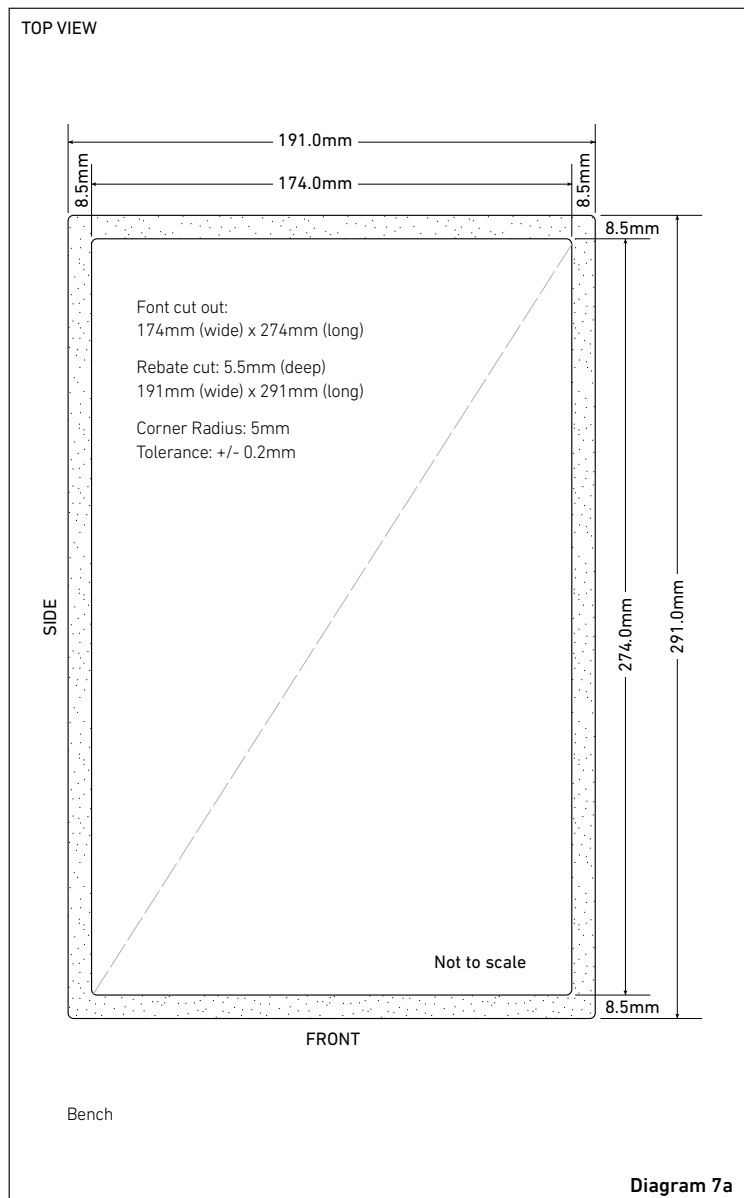 TOP VIEW
191.0mm
8.5mm
174.0mm
8.5mm
8.5mm
Font cut out:
174mm (wide) x 274mm (long)
Rebate cut: 5.5mm (deep)
191mm (wide) x 291mm (long)
Corner Radius: 5mm
Tolerance: +/- 0.2mm
SIDE
274.0mm
291.0mm
Not to scale
8.5mm
FRONT
Bench
Diagram 7a